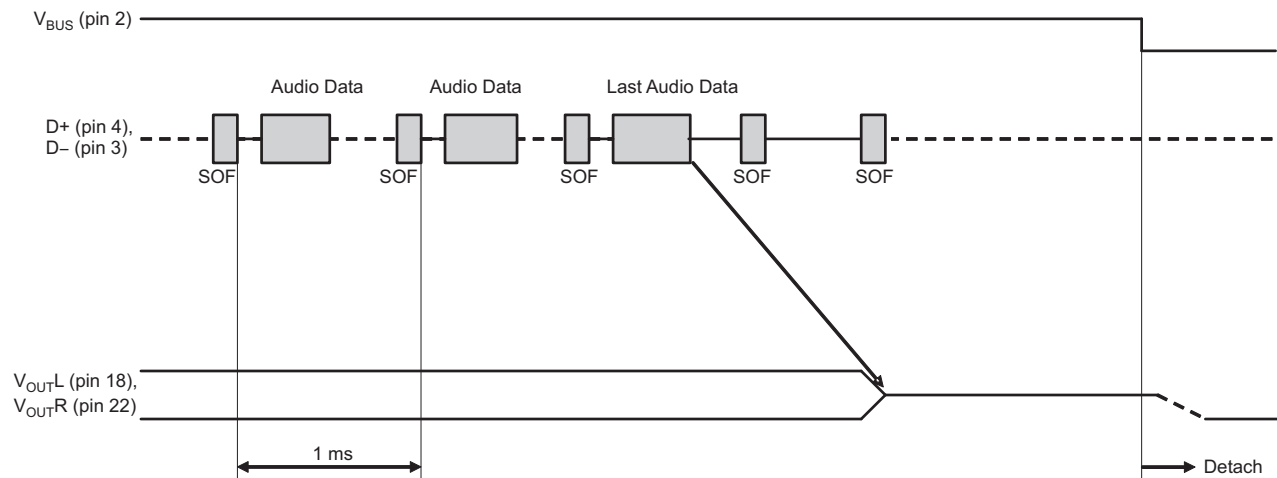 VBUS (pin 2)
Audio Data
Audio Data
Last Audio Data
D+ (pin 4),
D– (pin 3)
SOF
SOF
SOF
SOF
SOF
VOUTL (pin 18),
VOUTR (pin 22)
1 ms
Detach